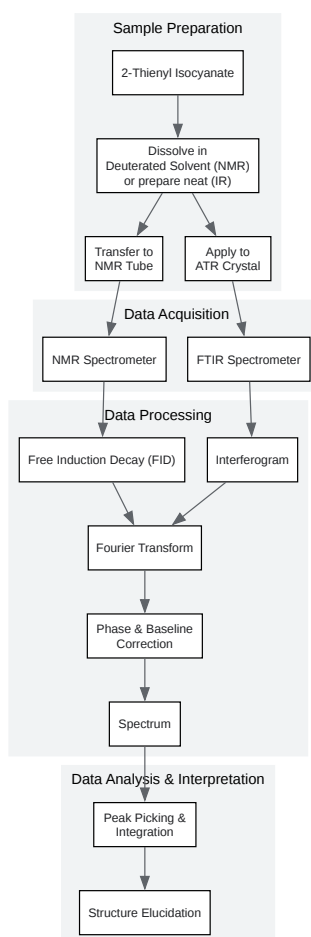 Sample Preparation
2-Thienyl Isocyanate
Dissolve in
Deuterated Solvent (NMR)
or prepare neat (IR)
Transfer to
NMR Tube
Apply to
ATR Crystal
Data Acquisition
NMR Spectrometer
FTIR Spectrometer
Data Processing
Free Induction Decay (FID)
Interferogram
Fourier Transform
Phase & Baseline
Correction
Spectrum
Data Analysis & Interpretation
Peak Picking &
Integration
Structure Elucidation